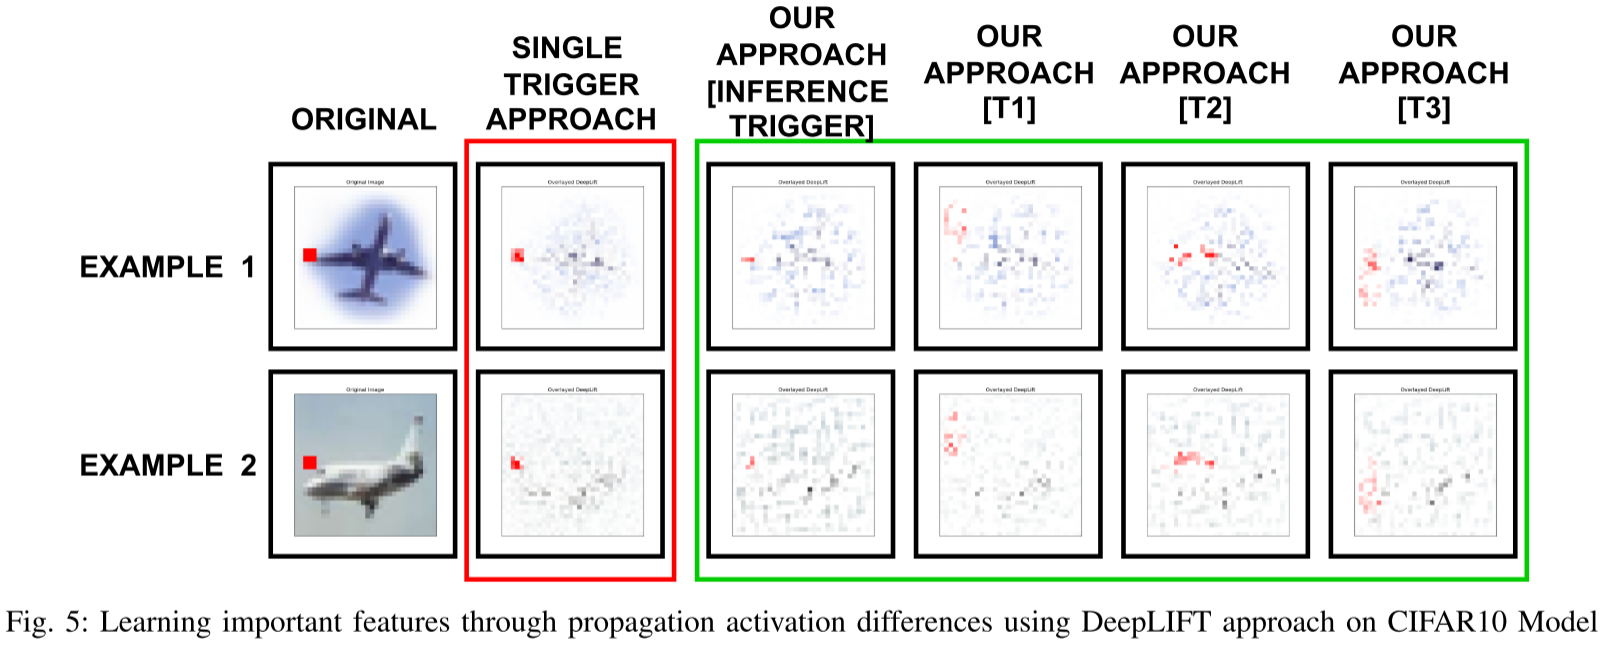 ORIGINAL
SINGLE
TRIGGER
APPROACH
OUR
APPROACH
[INFERENCE
TRIGGER]
OUR
APPROACH
[T1]
OUR
APPROACH
[T2]
OUR
APPROACH
[T3]
EXAMPLE 1
Original Image
Overlayed DeepLift
Overlayed DeepLift
Overlayed DeepLift
Overlayed DeepLift
Overlayed DeepLift
EXAMPLE 2
Original Image
Overlayed DeepLift
Overlayed DeepLift
Overlayed DeepLift
Overlayed DeepLift
Overlayed DeepLift
Fig. 5: Learning important features through propagation activation differences using DeepLIFT approach on CIFAR10 Model